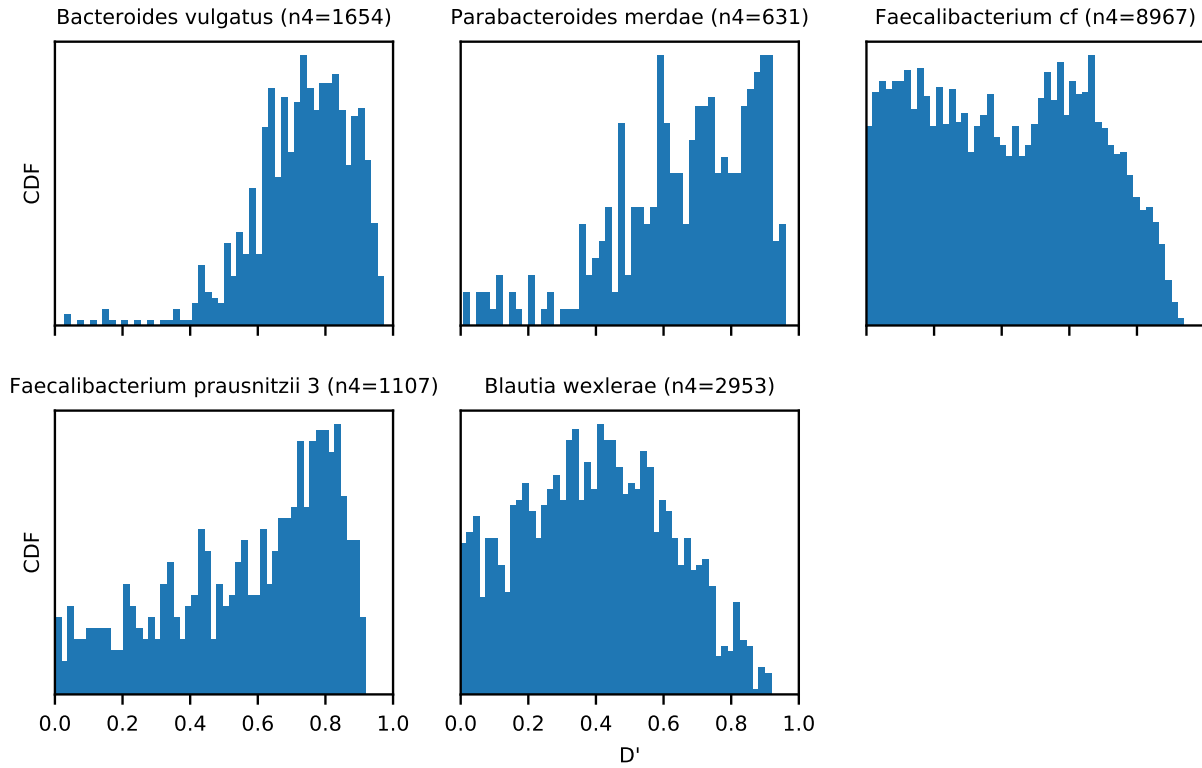 Bacteroides vulgatus (n4=1654)
Parabacteroides merdae (n4=631)
Faecalibacterium cf (n4=8967)
CDF
Faecalibacterium prausnitzii 3 (n4=1107)
Blautia wexlerae (n4=2953)
CDF
0.0 0.2 0.4 0.6 0.8 1.0
0.0 0.2 0.4 0.6 0.8 1.0
D'